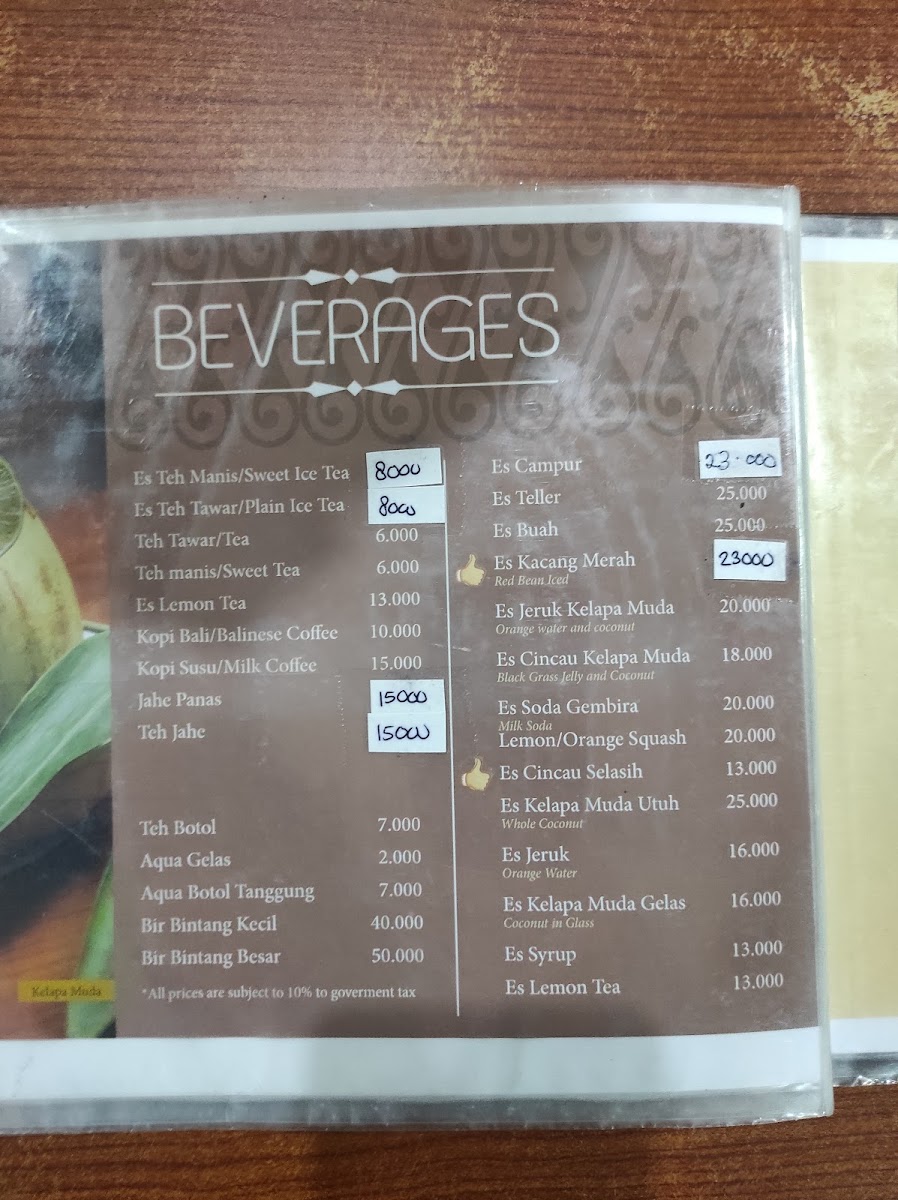 BEVERAGES
Es Teh Manis/Sweet Ice Tea 8000
Es Teh Tawar/Plain Ice Tea 8000
Teh Tawar/Tea 6.000
Teh manis/Sweet Tea 6.000
Es Lemon Tea 13.000
Kopi Bali/Balinese Coffee 10.000
Kopi Susu/Milk Coffee 15.000
Jahe Panas 15000
Teh Jahe 15000
Teh Botol 7.000
Aqua Gelas 2.000
Aqua Botol Tanggung 7.000
Bir Bintang Kecil 40.000
Bir Bintang Besar 50.000
*All prices are subject to 10% to goverment tax
Es Campur 23.000
Es Teller 25.000
Es Buah 25.000
Es Kacang Merah 23000
Red Bean Iced
Es Jeruk Kelapa Muda 20.000
Orange water and coconut
Es Cincau Kelapa Muda 18.000
Black Grass Jelly and Coconut
Es Soda Gembira 20.000
Milk Soda
Lemon/Orange Squash 20.000
Es Cincau Selasih 13.000
Es Kelapa Muda Utuh 25.000
Whole Coconut
Es Jeruk 16.000
Orange Water
Es Kelapa Muda Gelas 16.000
Coconut in Glass
Es Syrup 13.000
Es Lemon Tea 13.000
Kelapa Muda